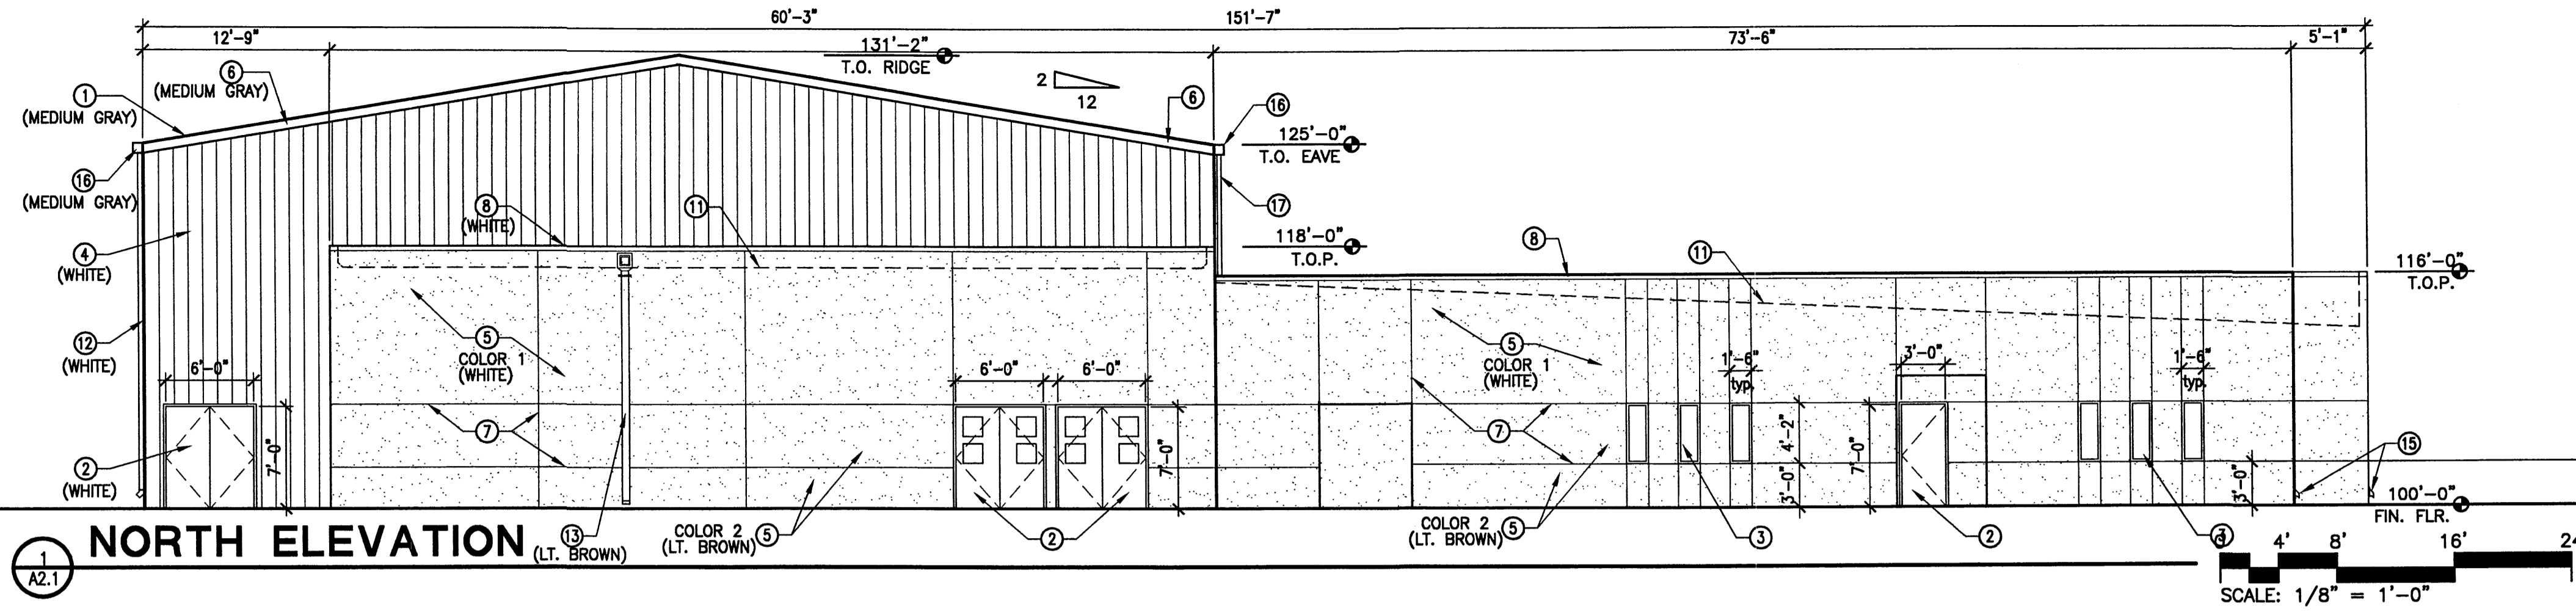 60'-3"
151'-7"
12'-9"
131'-2"
T.O. RIDGE
73'-6"
5'-1"
6
(MEDIUM GRAY)
1
(MEDIUM GRAY)
2
12
6
16
125'-0"
T.O. EAVE
16
(MEDIUM GRAY)
8
(WHITE)
11
17
118'-0"
T.O.P.
8
11
4
(WHITE)
116'-0"
T.O.P.
12
(WHITE)
5
COLOR 1
(WHITE)
5
COLOR 1
(WHITE)
6'-0"
6'-0"
6'-0"
1'-6"
typ.
3'-0"
1'-6"
typ.
7
7
2
(WHITE)
7'-0"
7'-0"
4'-2"
3'-0"
7'-0"
3'-0"
15
100'-0"
FIN. FLR.
1
A2.1
NORTH ELEVATION
13
(LT. BROWN)
COLOR 2
(LT. BROWN)
5
2
COLOR 2
(LT. BROWN)
5
3
2
3
0 4' 8' 16' 24
SCALE: 1/8" = 1'-0"